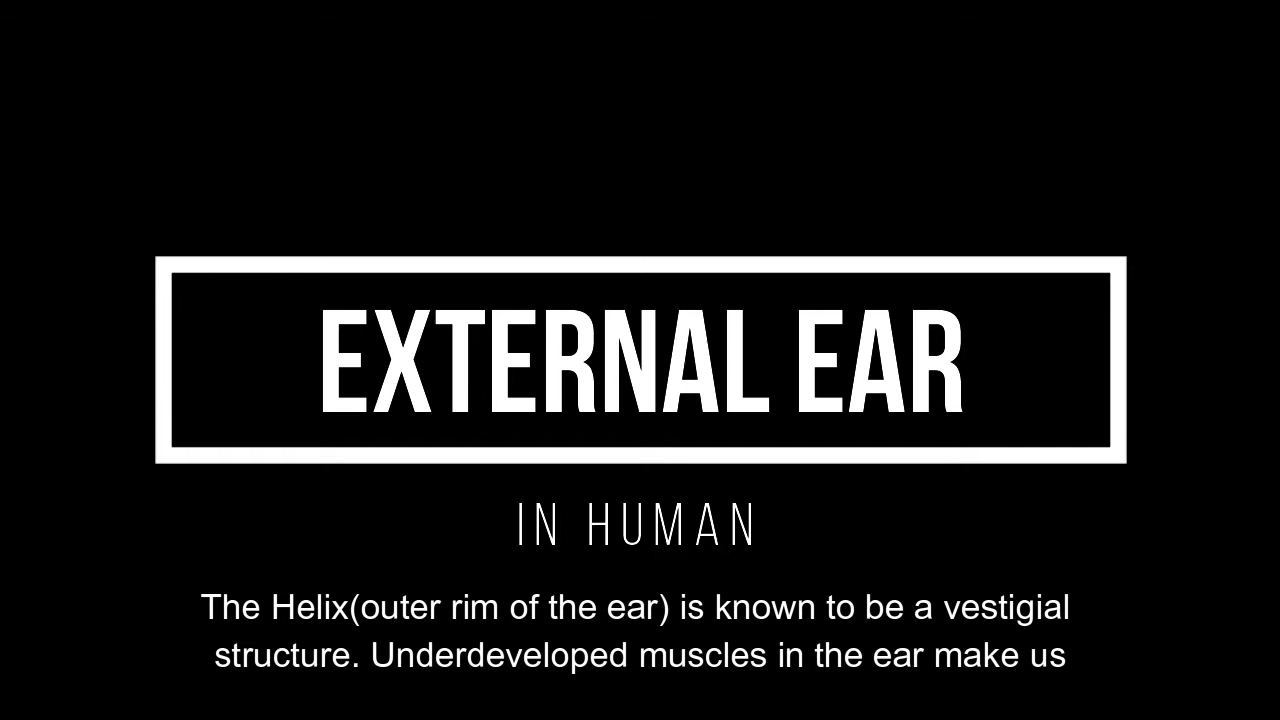 EXTERNAL EAR
IN HUMAN
The Helix(outer rim of the ear) is known to be a vestigial
structure. Underdeveloped muscles in the ear make us